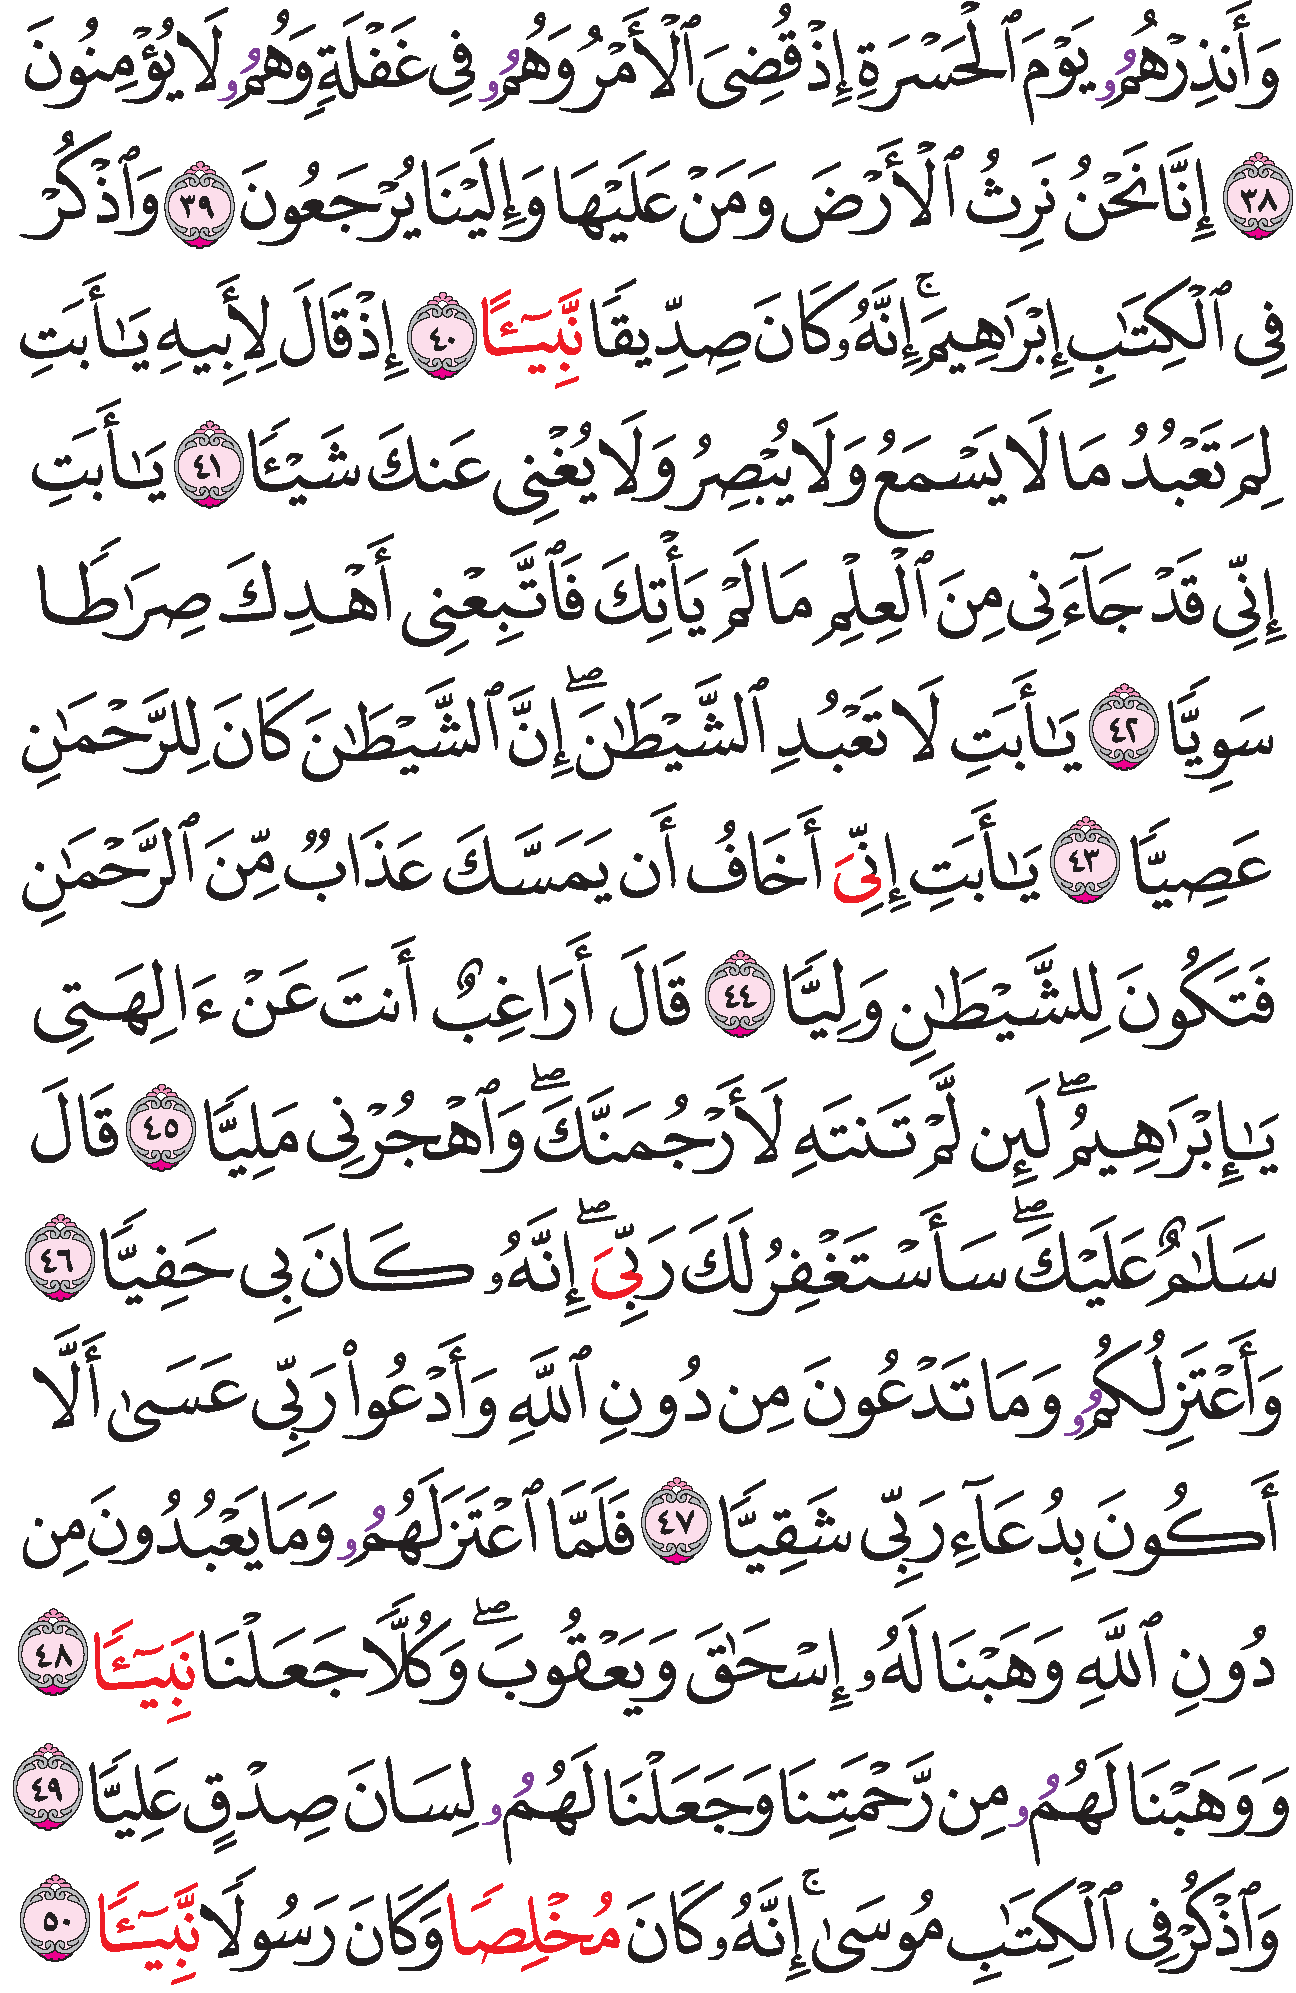 وَأَنذِرْهُمُۥ يَوْمَ ٱلْحَسْرَةِ إِذْ قُضِىَ ٱلْأَمْرُ وَهُمُۥ فِى غَفْلَةٍ وَهُمُۥ لَا يُؤْمِنُونَ
٣٨ إِنَّا نَحْنُ نَرِثُ ٱلْأَرْضَ وَمَنْ عَلَيْهَا وَإِلَيْنَا يُرْجَعُونَ ٣٩ وَٱذْكُرْ
فِى ٱلْكِتَٰبِ إِبْرَٰهِيمَ ۚ إِنَّهُۥ كَانَ صِدِّيقًا نَّبِيـًٔا ٤٠ إِذْ قَالَ لِأَبِيهِ يَٰٓأَبَتِ
لِمَ تَعْبُدُ مَا لَا يَسْمَعُ وَلَا يُبْصِرُ وَلَا يُغْنِى عَنكَ شَيْـًٔا ٤١ يَٰٓأَبَتِ
إِنِّى قَدْ جَآءَنِى مِنَ ٱلْعِلْمِ مَا لَمْ يَأْتِكَ فَٱتَّبِعْنِى أَهْدِكَ صِرَٰطًا
سَوِيًّا ٤٢ يَٰٓأَبَتِ لَا تَعْبُدِ ٱلشَّيْطَٰنَ ۖ إِنَّ ٱلشَّيْطَٰنَ كَانَ لِلرَّحْمَٰنِ
عَصِيًّا ٤٣ يَٰٓأَبَتِ إِنِّىَ أَخَافُ أَن يَمَسَّكَ عَذَابٌ مِّنَ ٱلرَّحْمَٰنِ
فَتَكُونَ لِلشَّيْطَٰنِ وَلِيًّا ٤٤ قَالَ أَرَاغِبٌ أَنتَ عَنْ ءَالِهَتِى
يَٰٓإِبْرَٰهِيمُ ۖ لَئِن لَّمْ تَنتَهِ لَأَرْجُمَنَّكَ ۖ وَٱهْجُرْنِى مَلِيًّا ٤٥ قَالَ
سَلَٰمٌ عَلَيْكَ ۖ سَأَسْتَغْفِرُ لَكَ رَبِّىَ ۖ إِنَّهُۥ كَانَ بِى حَفِيًّا ٤٦
وَأَعْتَزِلُكُمُۥ وَمَا تَدْعُونَ مِن دُونِ ٱللَّهِ وَأَدْعُوا۟ رَبِّى عَسَىٰ أَلَّا
أَكُونَ بِدُعَآءِ رَبِّى شَقِيًّا ٤٧ فَلَمَّا ٱعْتَزَلَهُمُۥ وَمَا يَعْبُدُونَ مِن
دُونِ ٱللَّهِ وَهَبْنَا لَهُۥ إِسْحَٰقَ وَيَعْقُوبَ ۖ وَكُلًّا جَعَلْنَا نَبِيـًٔا ٤٨
وَوَهَبْنَا لَهُمُۥ مِن رَّحْمَتِنَا وَجَعَلْنَا لَهُمُۥ لِسَانَ صِدْقٍ عَلِيًّا ٤٩
وَٱذْكُرْ فِى ٱلْكِتَٰبِ مُوسَىٰ ۚ إِنَّهُۥ كَانَ مُخْلِصًا وَكَانَ رَسُولًا نَّبِيـًٔا ٥٠